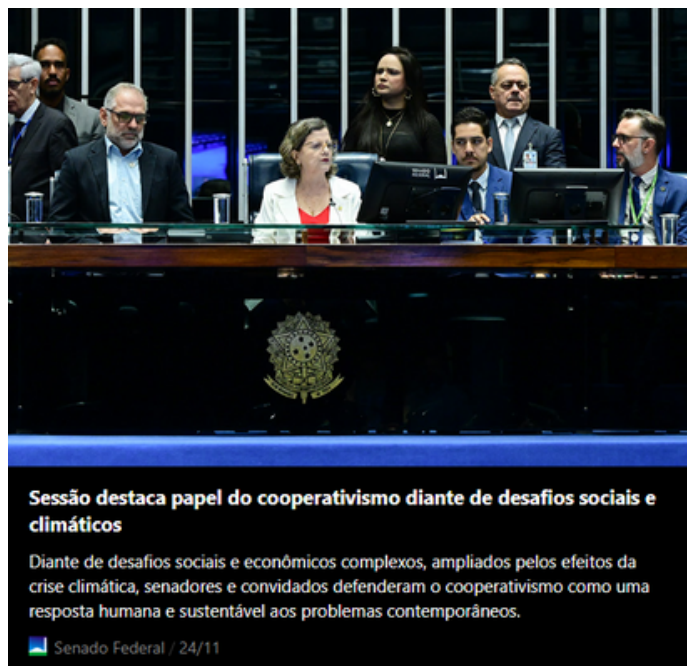 SENADO
FEDERAL
Sessão destaca papel do cooperativismo diante de desafios sociais e
climáticos
Diante de desafios sociais e econômicos complexos, ampliados pelos efeitos da
crise climática, senadores e convidados defenderam o cooperativismo como uma
resposta humana e sustentável aos problemas contemporâneos.
Senado Federal / 24/11